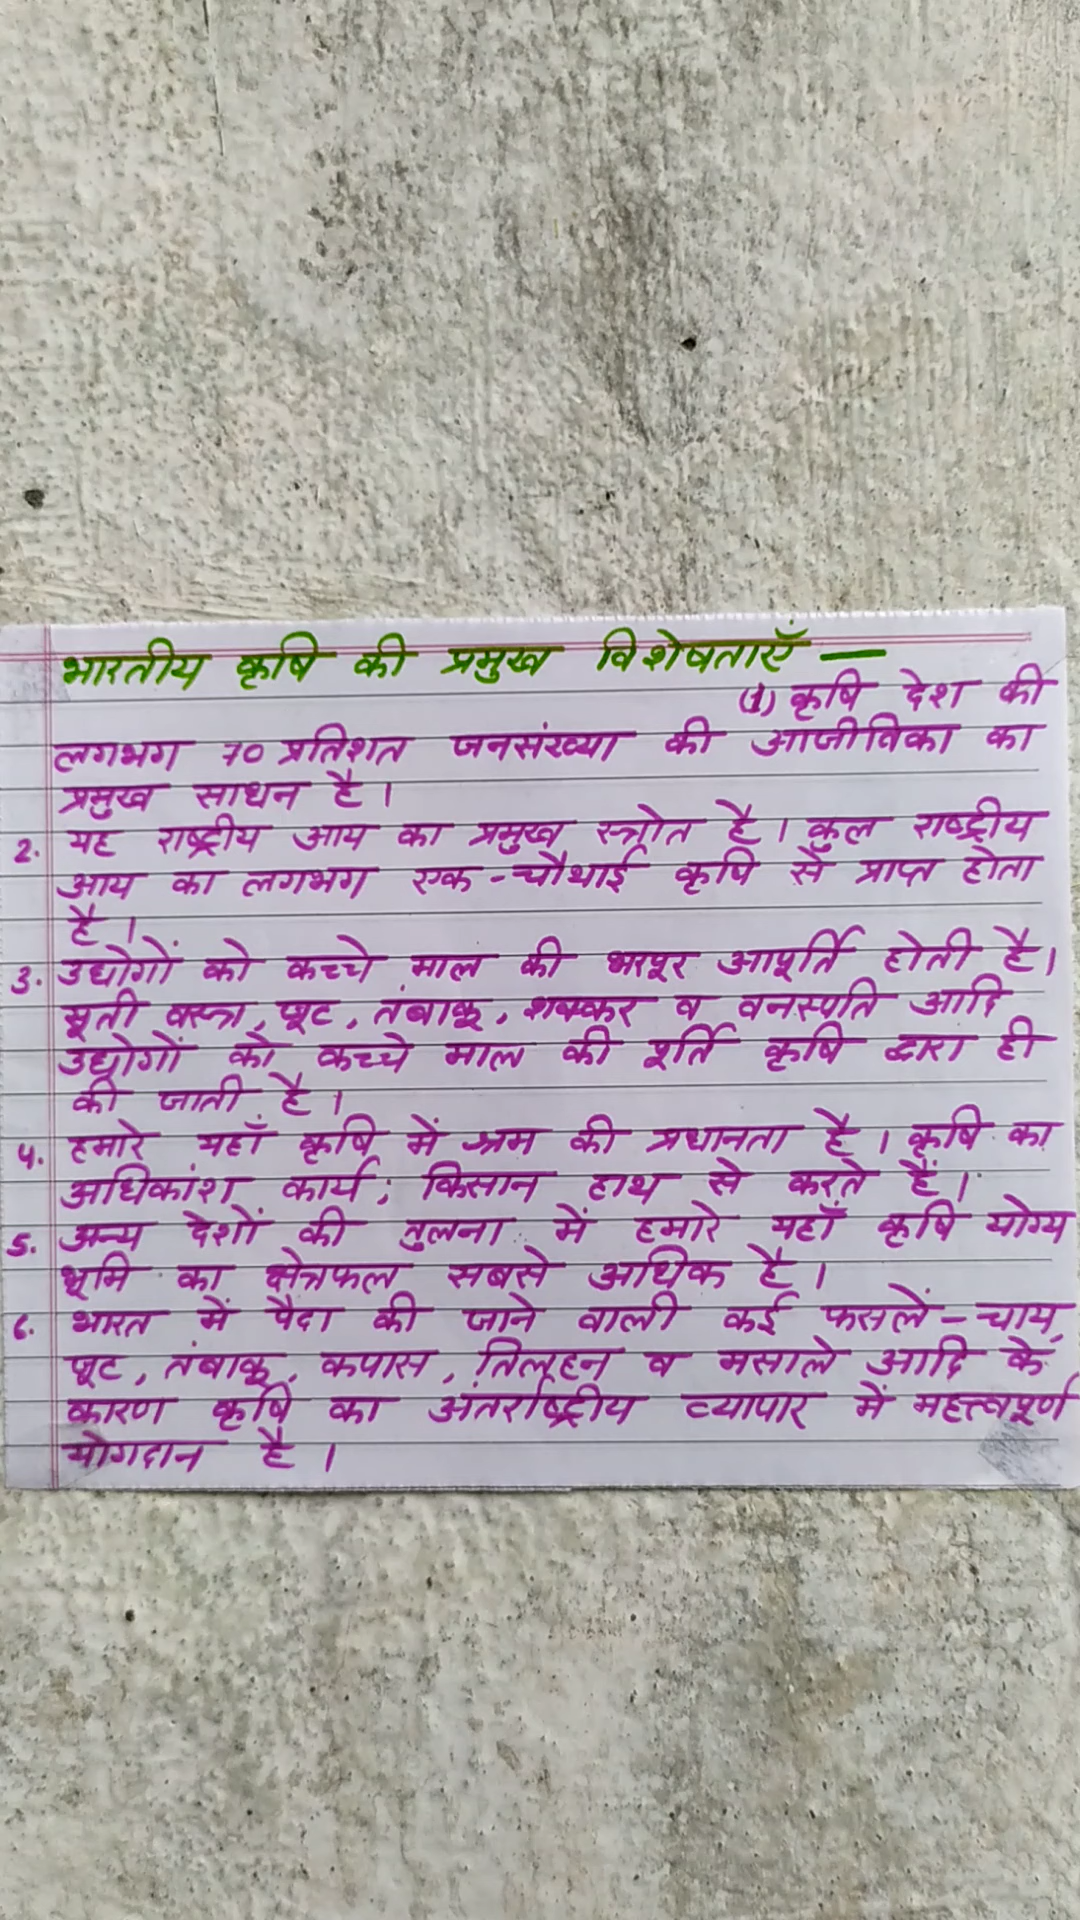 भारतीय कृषि की प्रमुख विशेषताएँ —
(1) कृषि देश की
लगभग 70 प्रतिशत जनसंख्या की आजीविका का
प्रमुख साधन है।
2. यह राष्ट्रीय आय का प्रमुख स्त्रोत है। कुल राष्ट्रीय
आय का लगभग एक-चौथाई कृषि से प्राप्त होता
है।
3. उद्योगों को कच्चे माल की भरपूर आपूर्ति होती है।
सूती वस्त्र, जूट, तंबाकू, शक्कर व वनस्पति आदि
उद्योगों को कच्चे माल की पूर्ति कृषि द्वारा ही
की जाती है।
4. हमारे यहाँ कृषि में श्रम की प्रधानता है। कृषि का
अधिकांश कार्य, किसान हाथ से करते हैं।
5. अन्य देशों की तुलना में हमारे यहाँ कृषि योग्य
भूमि का क्षेत्रफल सबसे अधिक है।
6. भारत में पैदा की जाने वाली कई फसलें - चाय,
जूट, तंबाकू, कपास, तिलहन व मसाले आदि के
कारण कृषि का अंतर्राष्ट्रीय व्यापार में महत्त्वपूर्ण
योगदान है।